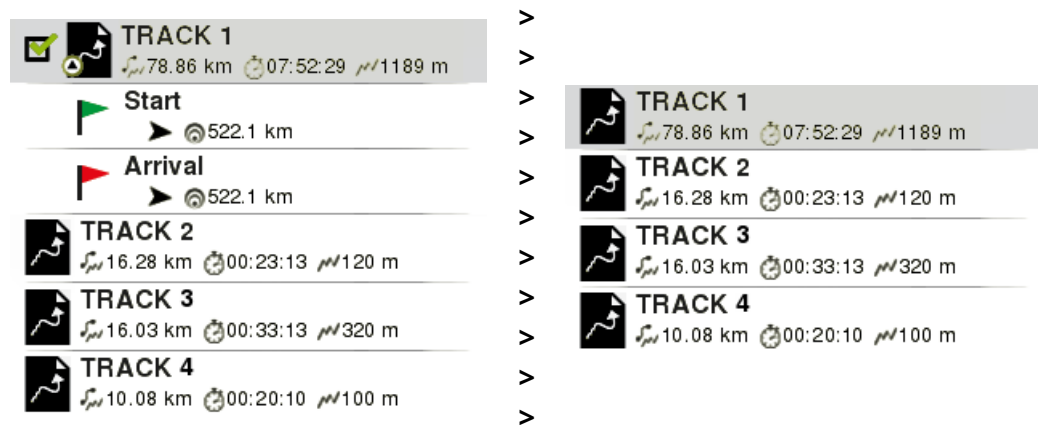 TRACK 1
78.86 km 07:52:29 1189 m
Start
522.1 km
Arrival
522.1 km
TRACK 2
16.28 km 00:23:13 120 m
TRACK 3
16.03 km 00:33:13 320 m
TRACK 4
10.08 km 00:20:10 100 m
>
>
>
>
>
>
>
>
>
>
>
TRACK 1
78.86 km 07:52:29 1189 m
TRACK 2
16.28 km 00:23:13 120 m
TRACK 3
16.03 km 00:33:13 320 m
TRACK 4
10.08 km 00:20:10 100 m